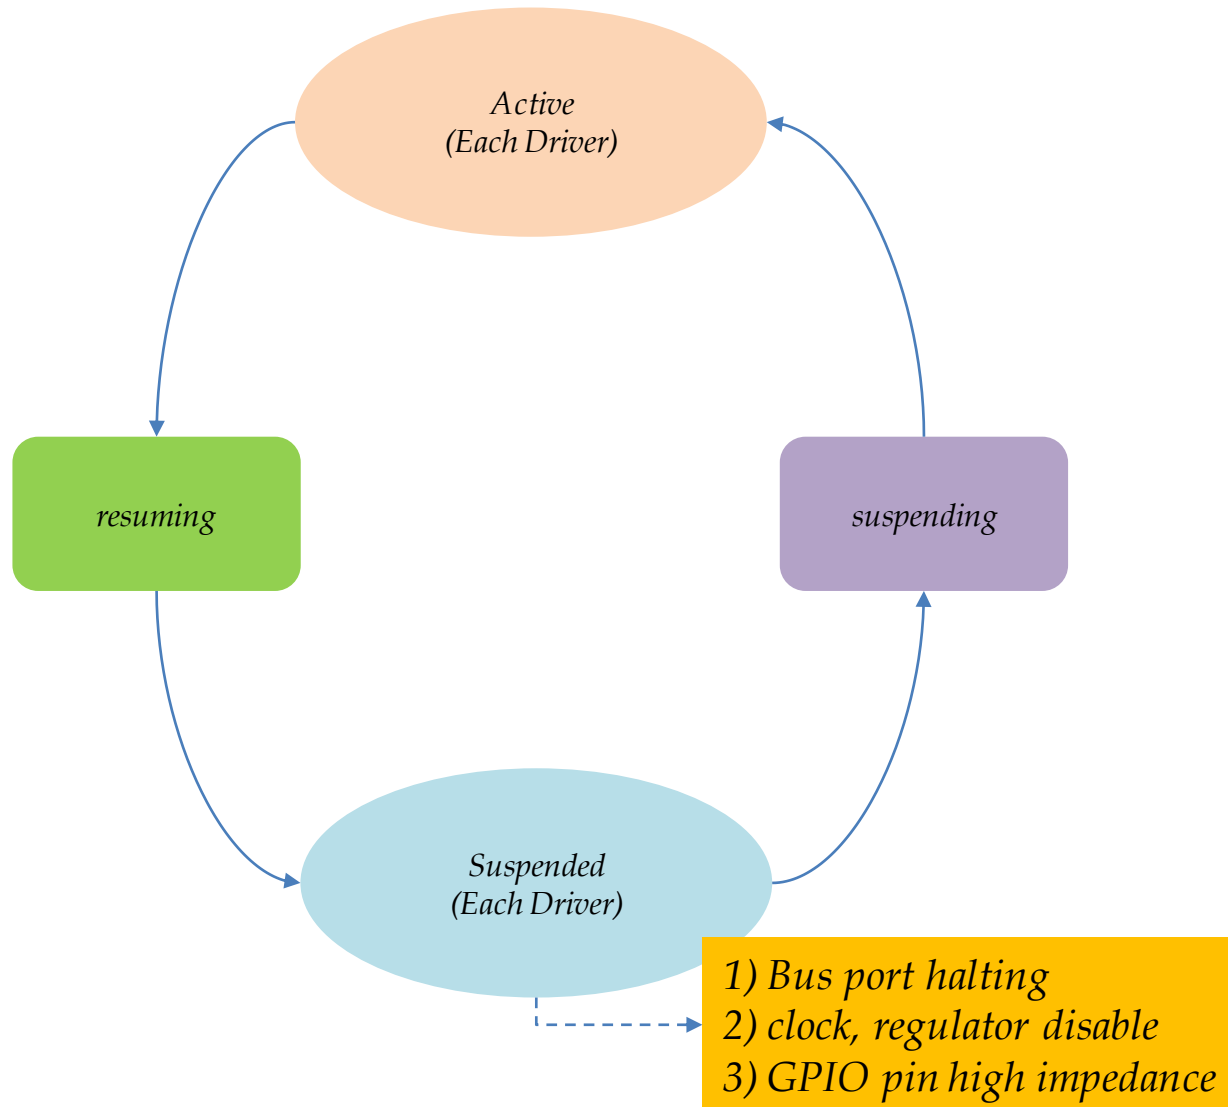 Active
(Each Driver)
resuming
suspending
Suspended
(Each Driver)
1) Bus port halting
2) clock, regulator disable
3) GPIO pin high impedance